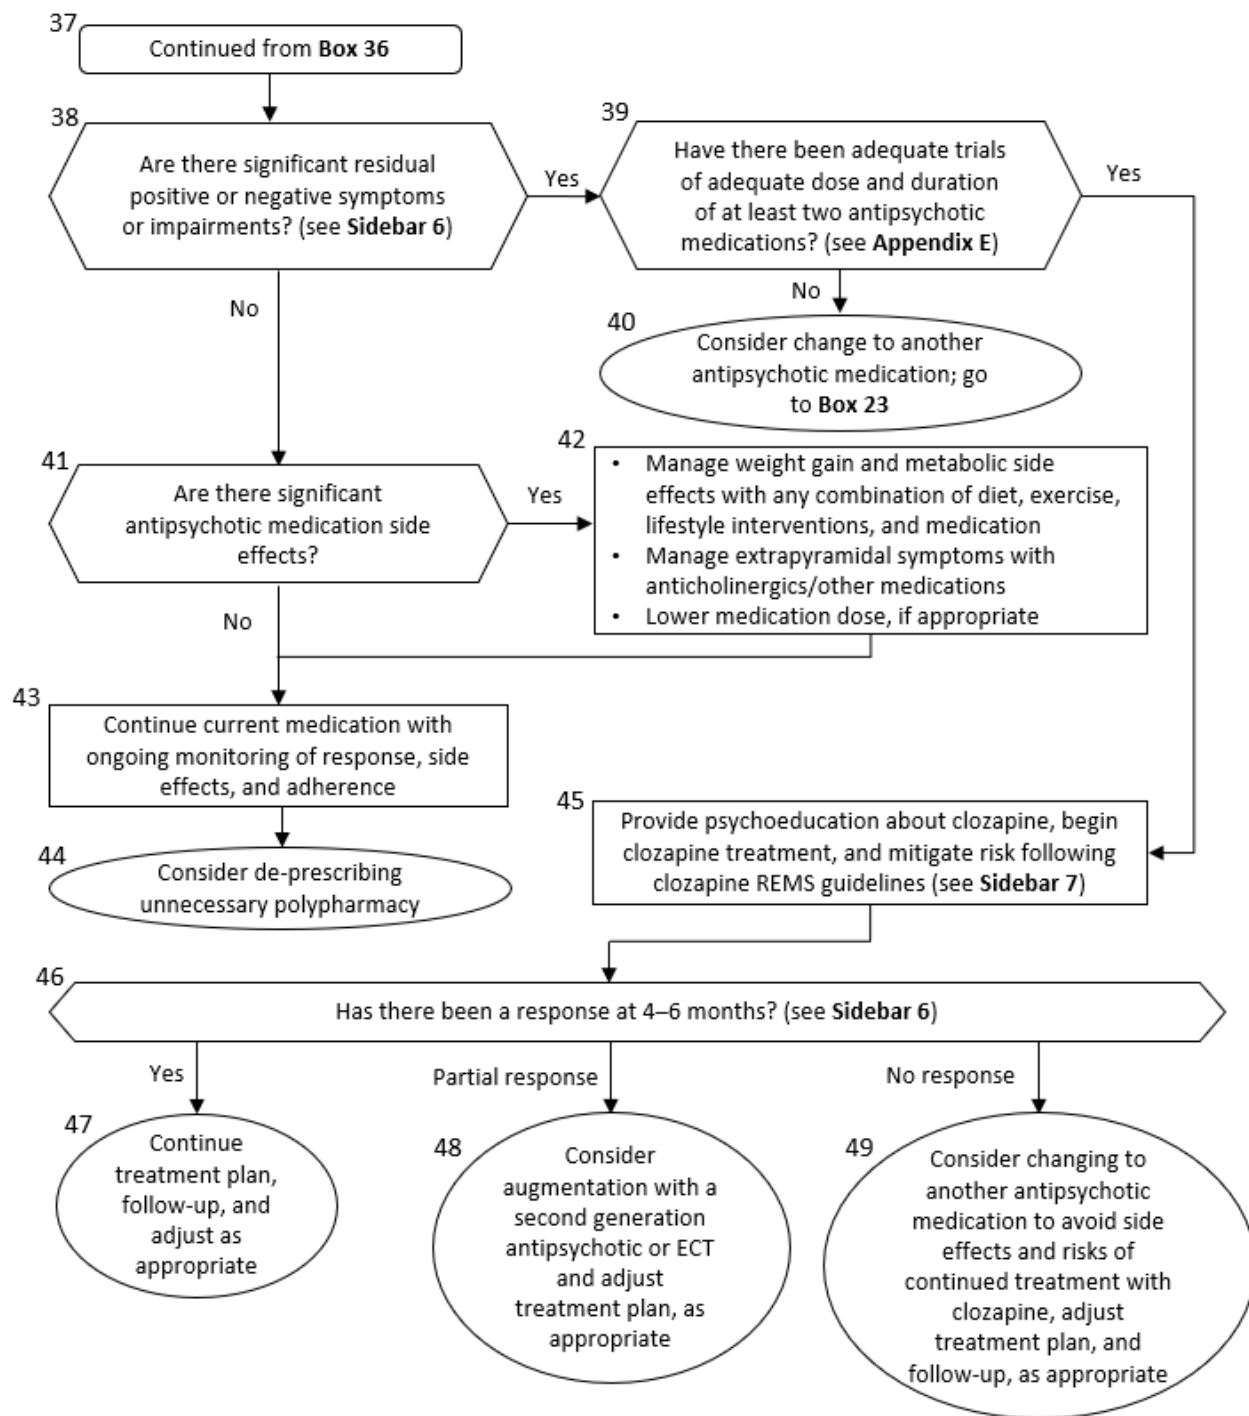 37
Continued from Box 36
38
Are there significant residual
positive or negative symptoms
or impairments? (see Sidebar 6)
Yes
39
Have there been adequate trials
of adequate dose and duration
of at least two antipsychotic
medications? (see Appendix E)
Yes
No
No
40
Consider change to another
antipsychotic medication; go
to Box 23
41
Are there significant
antipsychotic medication side
effects?
Yes
42
• Manage weight gain and metabolic side
effects with any combination of diet, exercise,
lifestyle interventions, and medication
• Manage extrapyramidal symptoms with
anticholinergics/other medications
• Lower medication dose, if appropriate
No
43
Continue current medication with
ongoing monitoring of response, side
effects, and adherence
44
Consider de-prescribing
unnecessary polypharmacy
45
Provide psychoeducation about clozapine, begin
clozapine treatment, and mitigate risk following
clozapine REMS guidelines (see Sidebar 7)
46
Has there been a response at 4–6 months? (see Sidebar 6)
Yes
Partial response
No response
47
Continue
treatment plan,
follow-up, and
adjust as
appropriate
48
Consider
augmentation with a
second generation
antipsychotic or ECT
and adjust
treatment plan, as
appropriate
49
Consider changing to
another antipsychotic
medication to avoid side
effects and risks of
continued treatment with
clozapine, adjust
treatment plan, and
follow-up, as appropriate